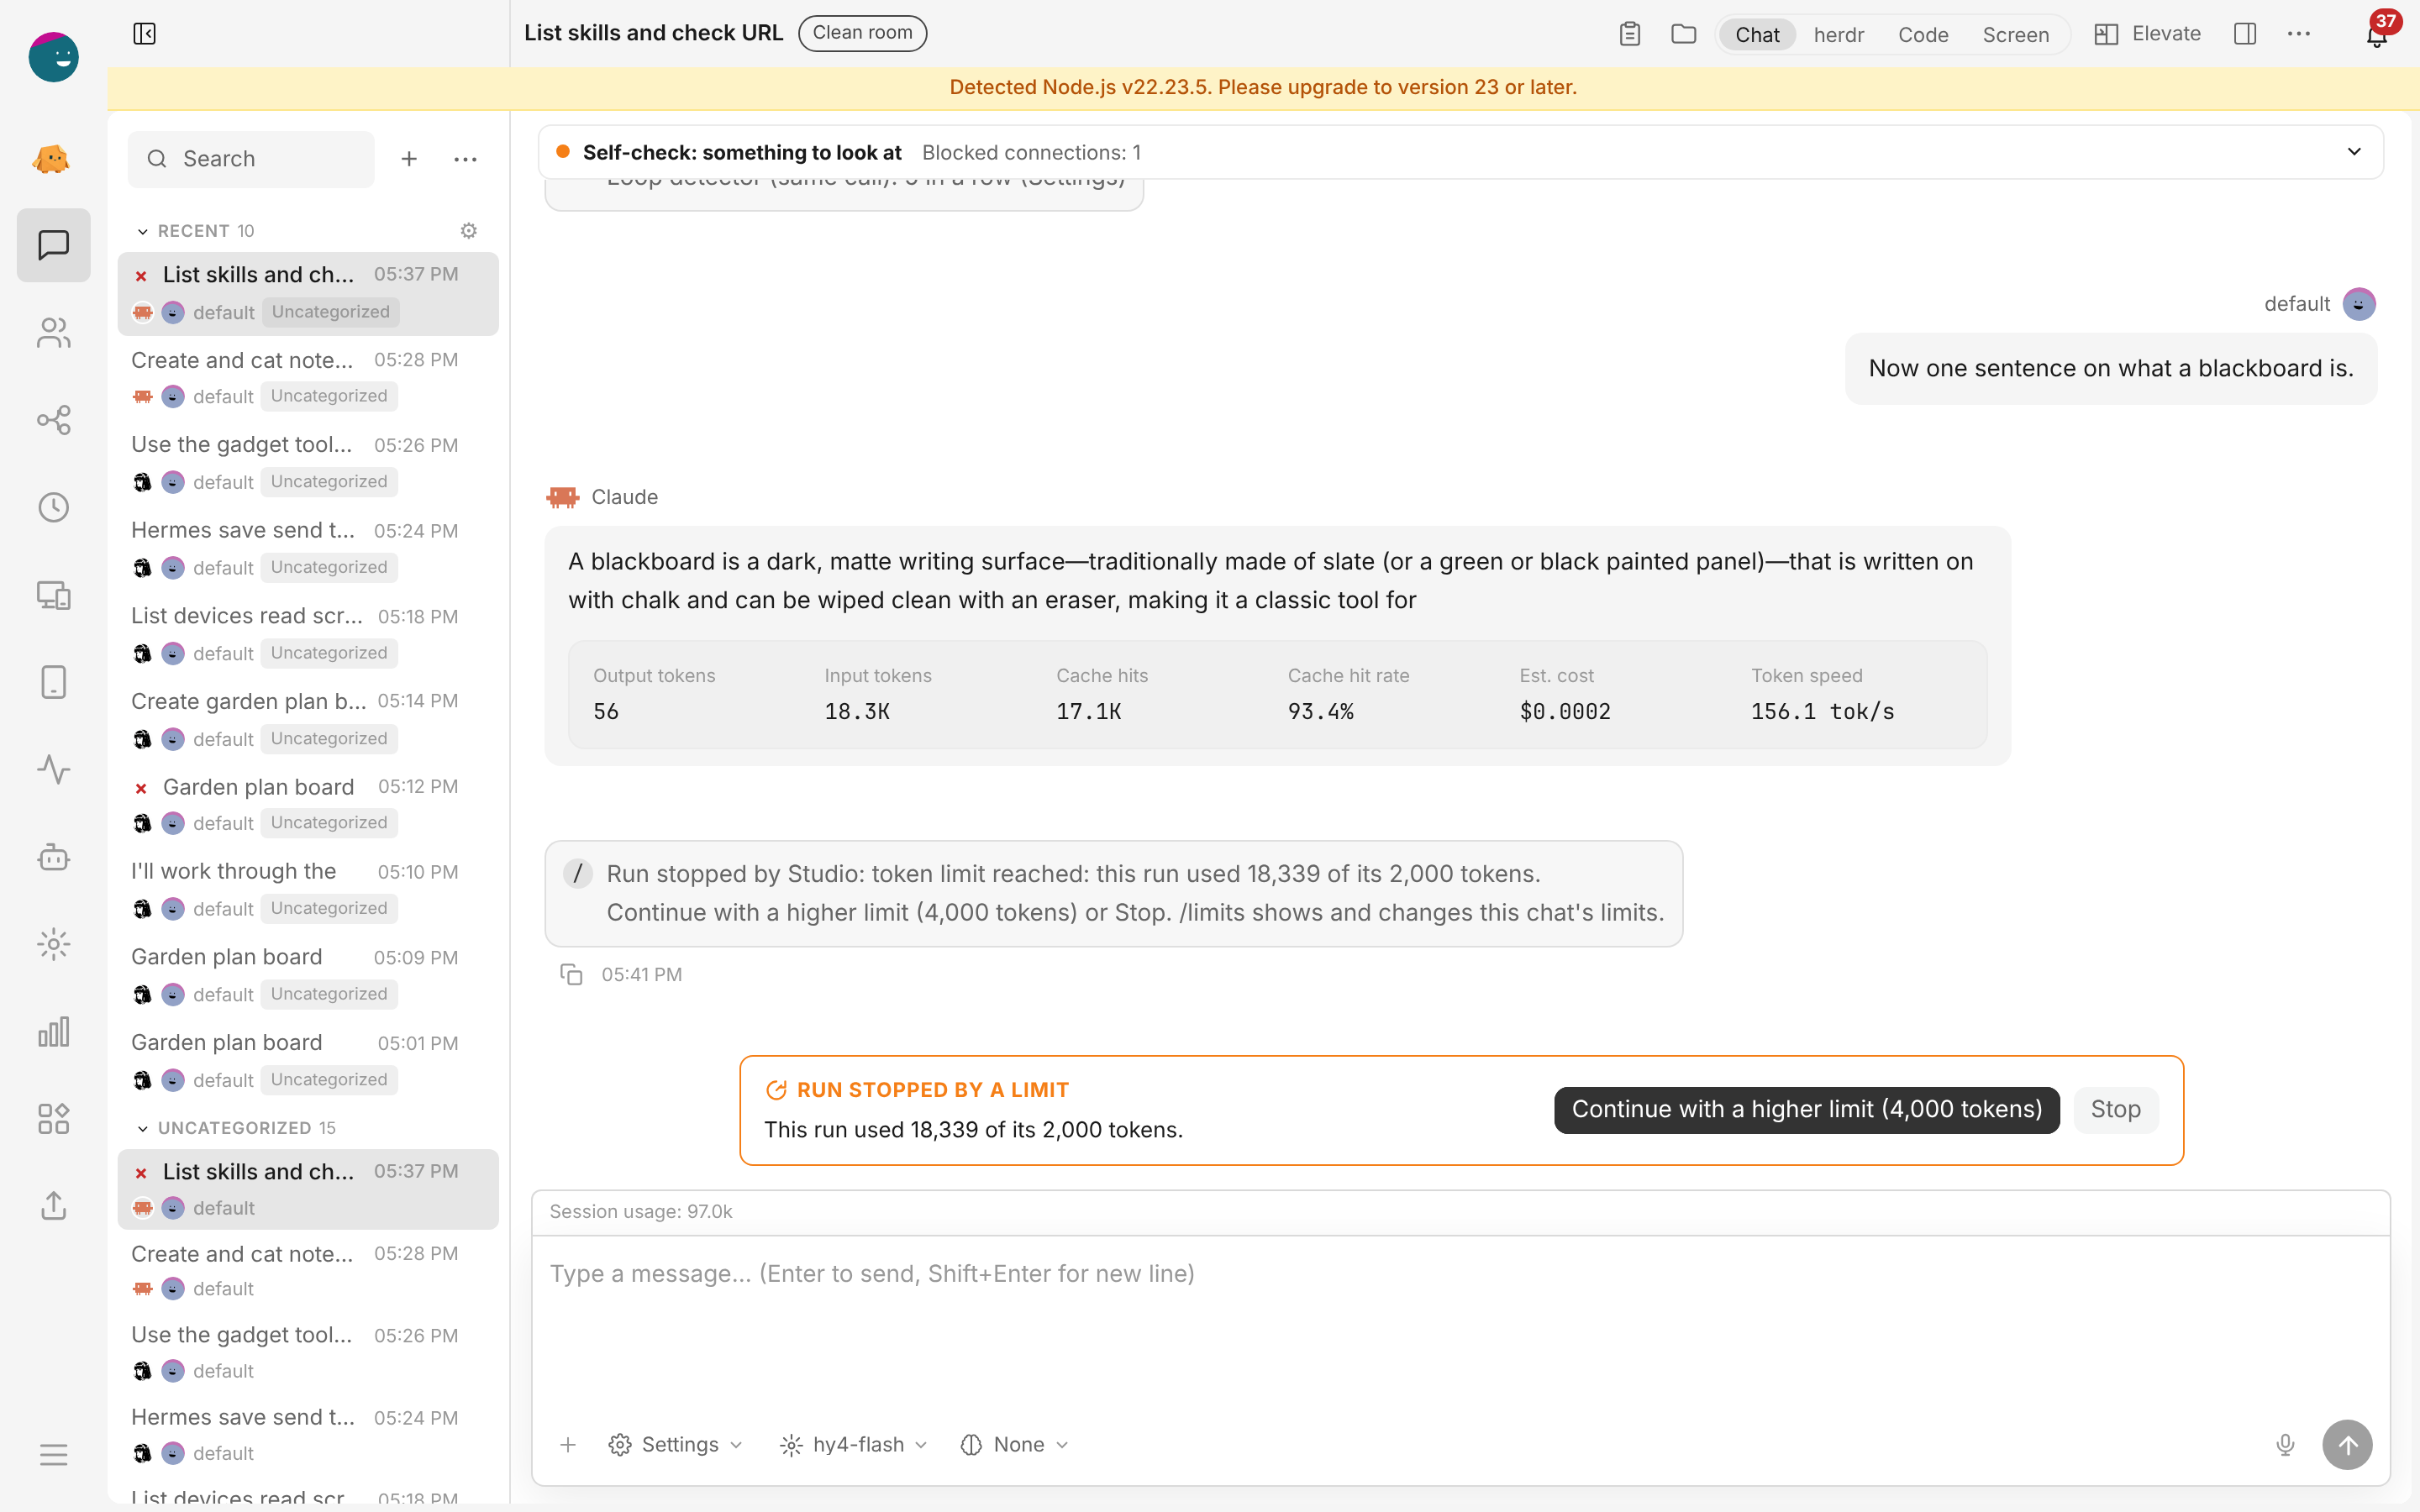 List skills and check URL
Clean room
Chat
herdr
Code
Screen
Elevate
37
Detected Node.js v22.23.5. Please upgrade to version 23 or later.
Search
RECENT 10
List skills and ch... 05:37 PM
default Uncategorized
Create and cat note... 05:28 PM
default Uncategorized
Use the gadget tool... 05:26 PM
default Uncategorized
Hermes save send t... 05:24 PM
default Uncategorized
List devices read scr... 05:18 PM
default Uncategorized
Create garden plan b... 05:14 PM
default Uncategorized
Garden plan board 05:12 PM
default Uncategorized
I'll work through the 05:10 PM
default Uncategorized
Garden plan board 05:09 PM
default Uncategorized
Garden plan board 05:01 PM
default Uncategorized
UNCATEGORIZED 15
List skills and ch... 05:37 PM
default
Create and cat note... 05:28 PM
default
Use the gadget tool... 05:26 PM
default
Hermes save send t... 05:24 PM
default
List devices read scr 05:18 PM
Self-check: something to look at Blocked connections: 1
Loop detector (same call): in a row (Settings)
default
Now one sentence on what a blackboard is.
Claude
A blackboard is a dark, matte writing surface—traditionally made of slate (or a green or black painted panel)—that is written on
with chalk and can be wiped clean with an eraser, making it a classic tool for
Output tokens Input tokens Cache hits Cache hit rate Est. cost Token speed
56 18.3K 17.1K 93.4% $0.0002 156.1 tok/s
/ Run stopped by Studio: token limit reached: this run used 18,339 of its 2,000 tokens.
Continue with a higher limit (4,000 tokens) or Stop. /limits shows and changes this chat's limits.
05:41 PM
RUN STOPPED BY A LIMIT
This run used 18,339 of its 2,000 tokens.
Continue with a higher limit (4,000 tokens)
Stop
Session usage: 97.0k
Type a message... (Enter to send, Shift+Enter for new line)
Settings
hy4-flash
None